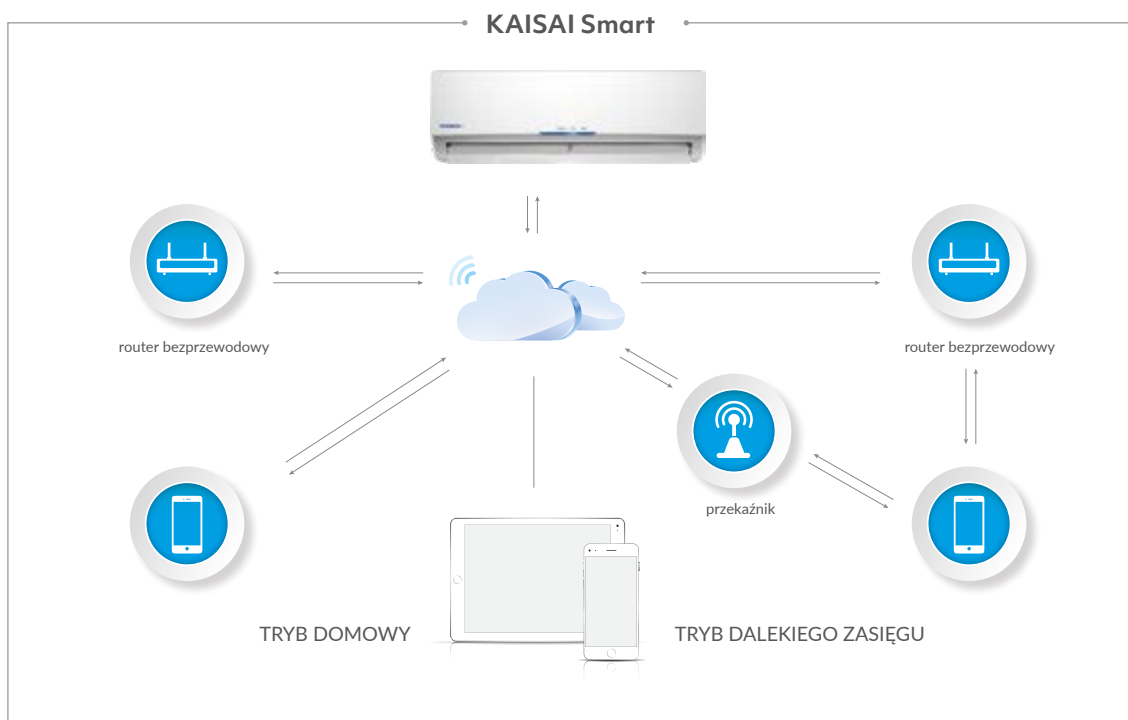 KAISAI Smart
router bezprzewodowy
router bezprzewodowy
przekaźnik
TRYB DOMOWY
TRYB DALEKIEGO ZASIĘGU